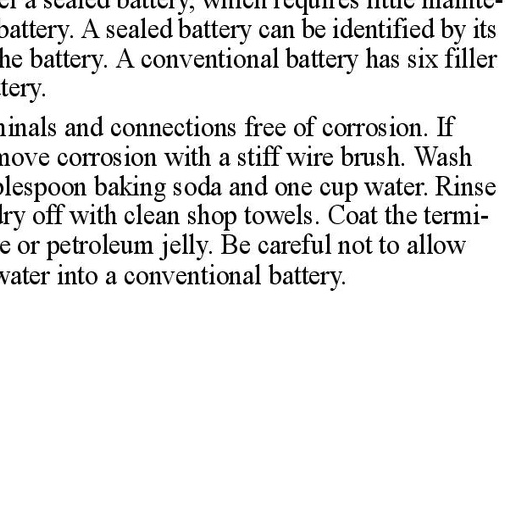 a sealed battery, which requires little mainte-
battery. A sealed battery can be identified by its
he battery. A conventional battery has six filler
tery.
inals and connections free of corrosion. If
move corrosion with a stiff wire brush. Wash
blespoon baking soda and one cup water. Rinse
dry off with clean shop towels. Coat the termi-
e or petroleum jelly. Be careful not to allow
water into a conventional battery.